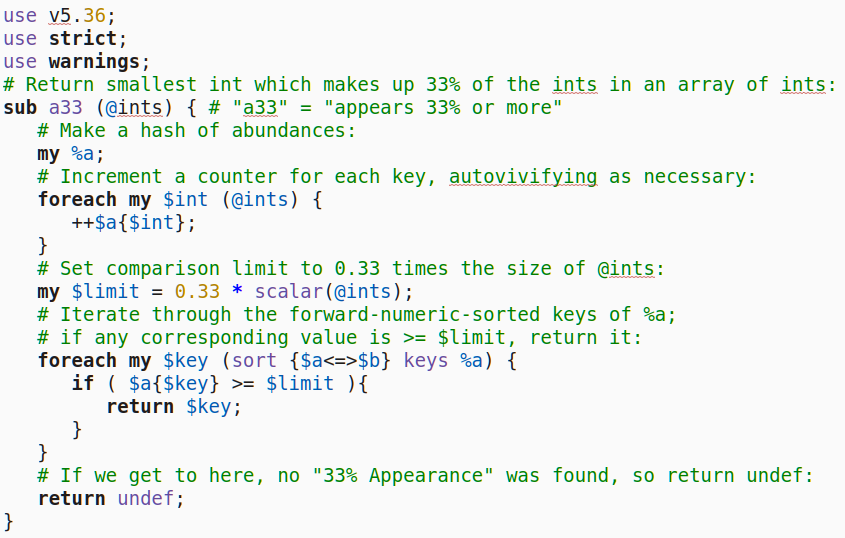 use v5.36;
use strict;
use warnings;
# Return smallest int which makes up 33% of the ints in an array of ints:
sub a33 (@ints) { # "a33" = "appears 33% or more"
   # Make a hash of abundances:
   my %a;
   # Increment a counter for each key, autovivifying as necessary:
   foreach my $int (@ints) {
      ++$a{$int};
   }
   # Set comparison limit to 0.33 times the size of @ints:
   my $limit = 0.33 * scalar(@ints);
   # Iterate through the forward-numeric-sorted keys of %a;
   # if any corresponding value is >= $limit, return it:
   foreach my $key (sort {$a<=>$b} keys %a) {
      if ( $a{$key} >= $limit ){
         return $key;
      }
   }
   # If we get to here, no "33% Appearance" was found, so return undef:
   return undef;
}